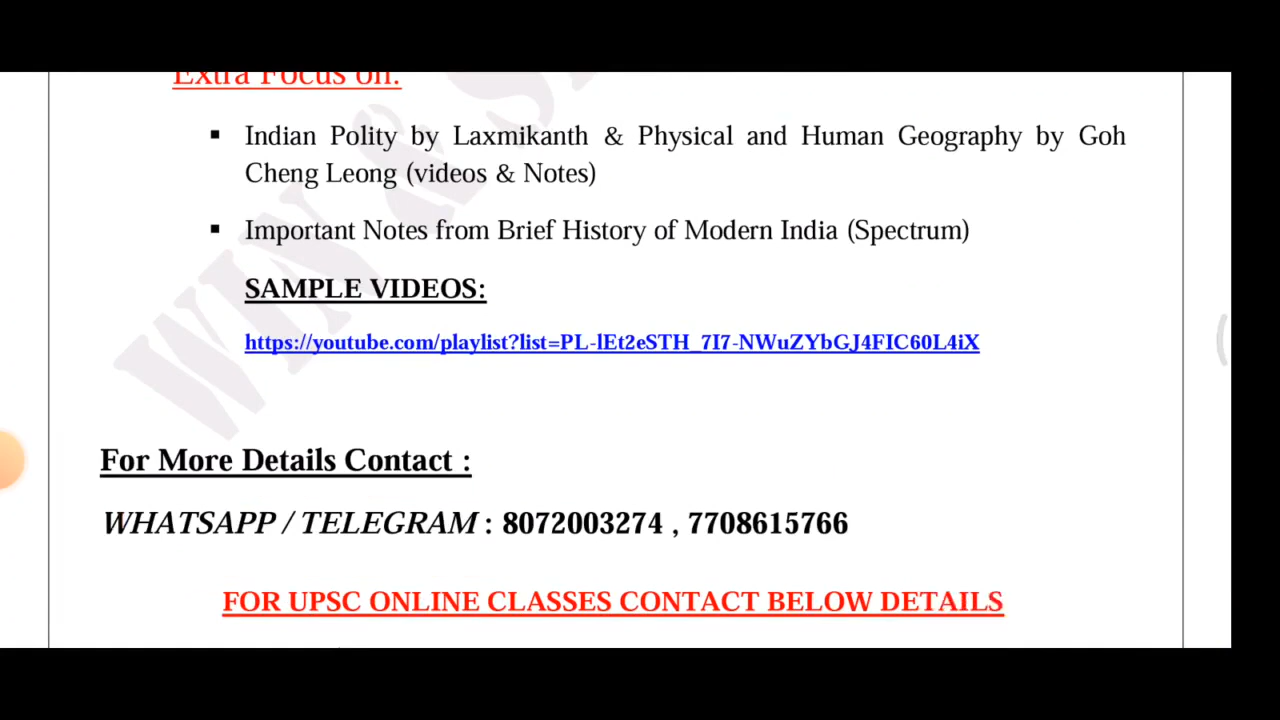 Extra Focus on:
▪ Indian Polity by Laxmikanth & Physical and Human Geography by Goh
Cheng Leong (videos & Notes)
▪ Important Notes from Brief History of Modern India (Spectrum)
SAMPLE VIDEOS:
https://youtube.com/playlist?list=PL-lEt2eSTH_7I7-NWuZYbGJ4FIC60L4iX
For More Details Contact :
WHATSAPP / TELEGRAM : 8072003274 , 7708615766
FOR UPSC ONLINE CLASSES CONTACT BELOW DETAILS
WIN &